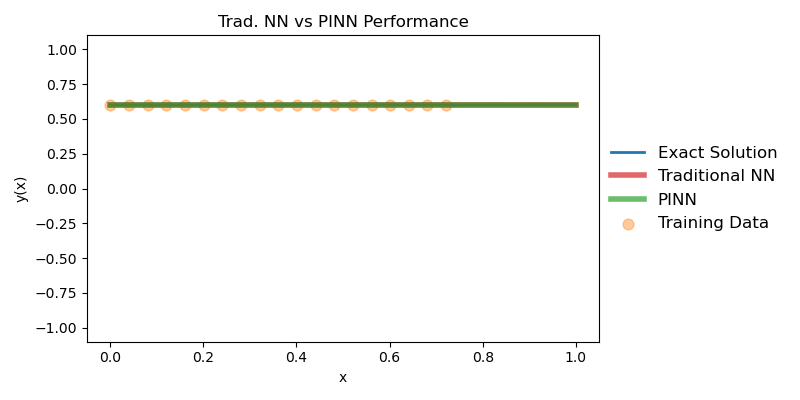 Trad. NN vs PINN Performance
1.00
0.75
0.50
0.25
0.00
−0.25
−0.50
−0.75
−1.00
y(x)
0.0 0.2 0.4 0.6 0.8 1.0
x
Exact Solution
Traditional NN
PINN
Training Data